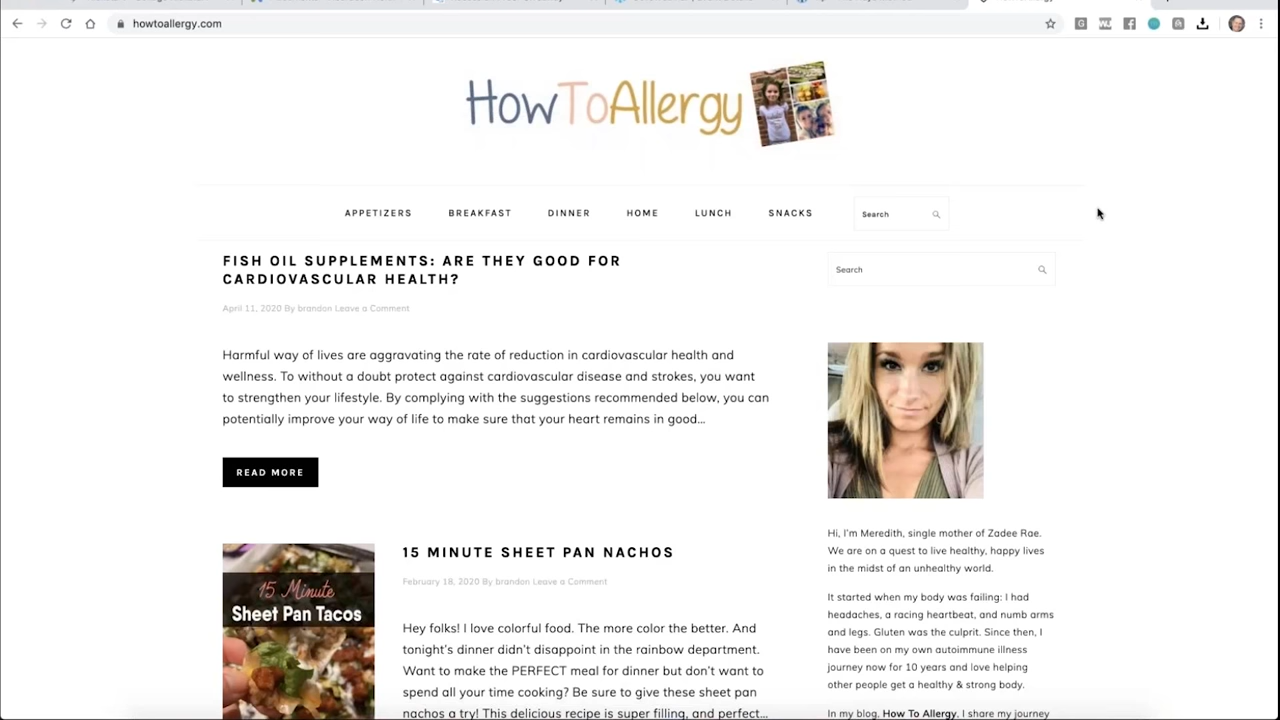 howtoallergy.com
HowToAllergy
APPETIZERS BREAKFAST DINNER HOME LUNCH SNACKS Search
FISH OIL SUPPLEMENTS: ARE THEY GOOD FOR
CARDIOVASCULAR HEALTH?
April 11, 2020 By brandon Leave a Comment
Harmful way of lives are aggravating the rate of reduction in cardiovascular health and
wellness. To without a doubt protect against cardiovascular disease and strokes, you want
to strengthen your lifestyle. By complying with the suggestions recommended below, you can
potentially improve your way of life to make sure that your heart remains in good...
READ MORE
15 Minute
Sheet Pan Tacos
15 MINUTE SHEET PAN NACHOS
February 18, 2020 By brandon Leave a Comment
Hey folks! I love colorful food. The more color the better. And
tonight's dinner didn't disappoint in the rainbow department.
Want to make the PERFECT meal for dinner but don't want to
spend all your time cooking? Be sure to give these sheet pan
nachos a try! This delicious recipe is super filling, and perfect...
Search
Hi, I'm Meredith, single mother of Zadee Rae.
We are on a quest to live healthy, happy lives
in the midst of an unhealthy world.
It started when my body was failing: I had
headaches, a racing heartbeat, and numb arms
and legs. Gluten was the culprit. Since then, I
have been on my own autoimmune illness
journey now for 10 years and love helping
other people get a healthy & strong body.
In my blog, How To Allergy, I share my journey